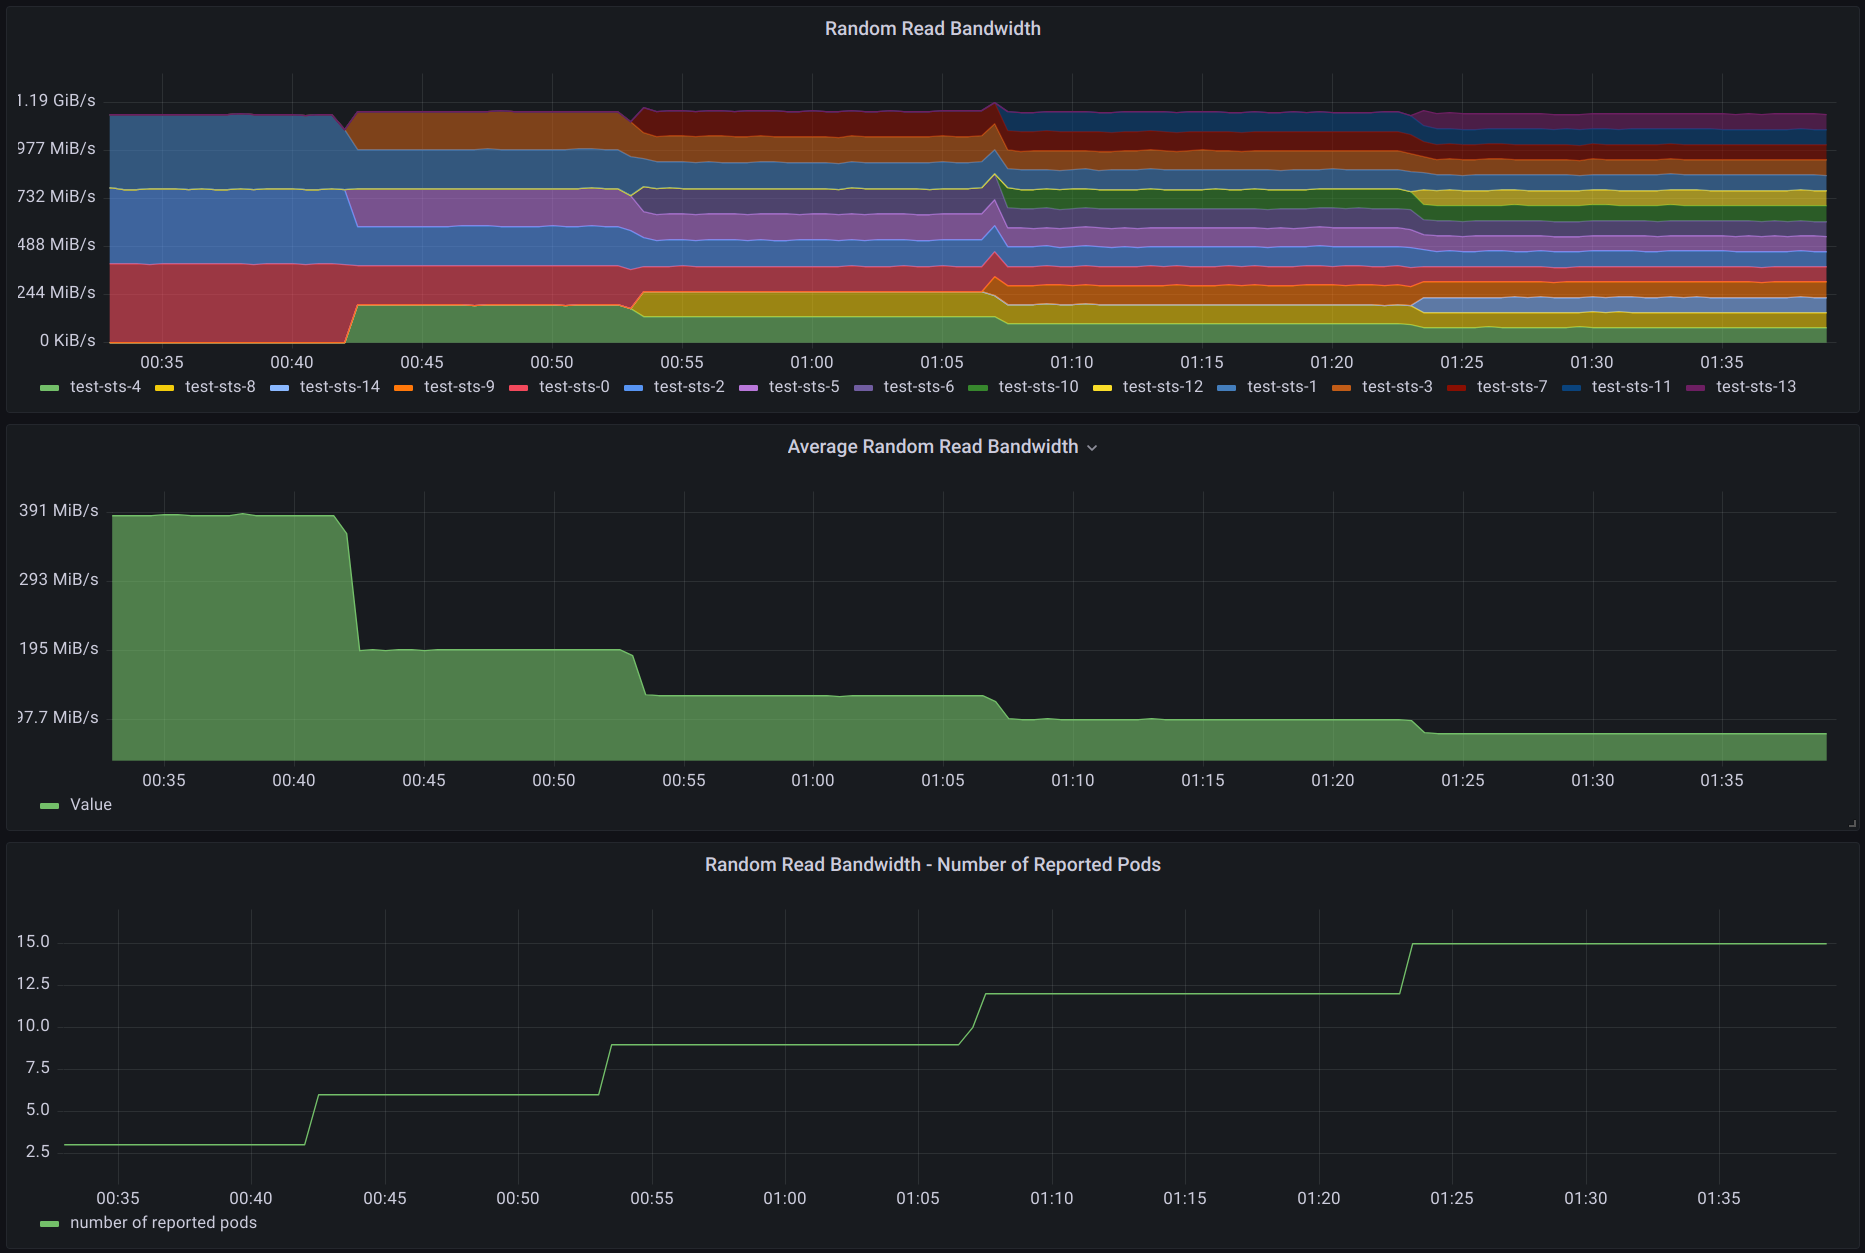 Random Read Bandwidth
1.19 GiB/s
977 MiB/s
732 MiB/s
488 MiB/s
244 MiB/s
0 KiB/s
00:35 00:40 00:45 00:50 00:55 01:00 01:05 01:10 01:15 01:20 01:25 01:30 01:35
test-sts-4 test-sts-8 test-sts-14 test-sts-9 test-sts-0 test-sts-2 test-sts-5 test-sts-6 test-sts-10 test-sts-12 test-sts-1 test-sts-3 test-sts-7 test-sts-11 test-sts-13
Average Random Read Bandwidth
391 MiB/s
293 MiB/s
195 MiB/s
97.7 MiB/s
00:35 00:40 00:45 00:50 00:55 01:00 01:05 01:10 01:15 01:20 01:25 01:30 01:35
Value
Random Read Bandwidth - Number of Reported Pods
15.0
12.5
10.0
7.5
5.0
2.5
00:35 00:40 00:45 00:50 00:55 01:00 01:05 01:10 01:15 01:20 01:25 01:30 01:35
number of reported pods